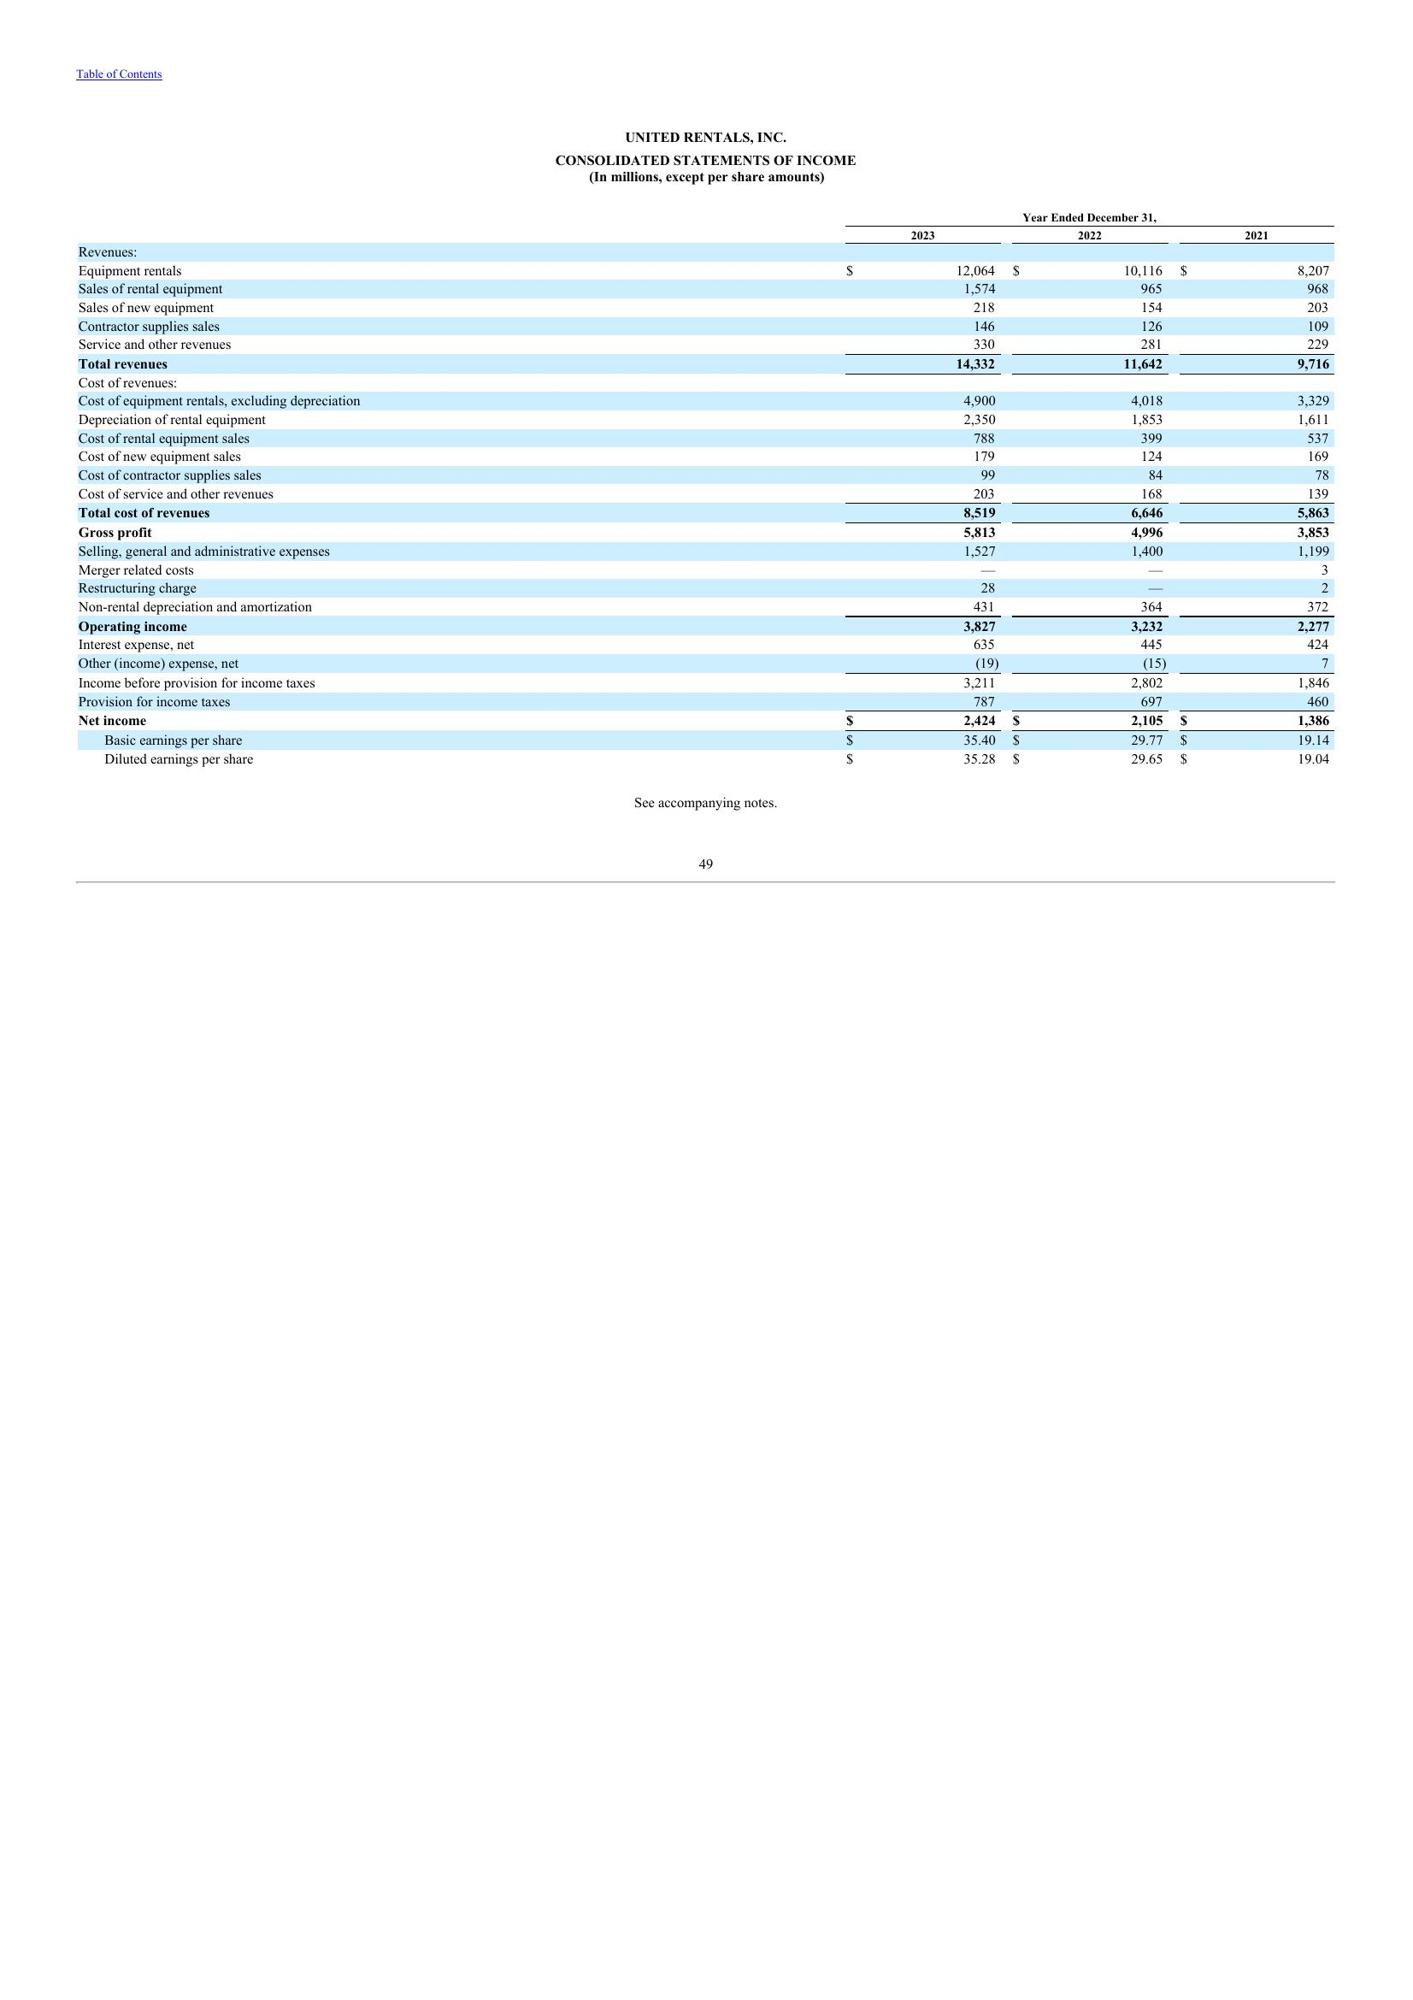 Table of Contents
UNITED RENTALS, INC.
CONSOLIDATED STATEMENTS OF INCOME
(In millions, except per share amounts)
Year Ended December 31,
2023 2022 2021
Revenues:
Equipment rentals $ 12,064 $ 10,116 $ 8,207
Sales of rental equipment 1,574 965 968
Sales of new equipment 218 154 203
Contractor supplies sales 146 126 109
Service and other revenues 330 281 229
Total revenues 14,332 11,642 9,716
Cost of revenues:
Cost of equipment rentals, excluding depreciation 4,900 4,018 3,329
Depreciation of rental equipment 2,350 1,853 1,611
Cost of rental equipment sales 788 399 537
Cost of new equipment sales 179 124 169
Cost of contractor supplies sales 99 84 78
Cost of service and other revenues 203 168 139
Total cost of revenues 8,519 6,646 5,863
Gross profit 5,813 4,996 3,853
Selling, general and administrative expenses 1,527 1,400 1,199
Merger related costs — — 3
Restructuring charge 28 — 2
Non-rental depreciation and amortization 431 364 372
Operating income 3,827 3,232 2,277
Interest expense, net 635 445 424
Other (income) expense, net (19) (15) 7
Income before provision for income taxes 3,211 2,802 1,846
Provision for income taxes 787 697 460
Net income $ 2,424 $ 2,105 $ 1,386
Basic earnings per share $ 35.40 $ 29.77 $ 19.14
Diluted earnings per share $ 35.28 $ 29.65 $ 19.04
See accompanying notes.
49